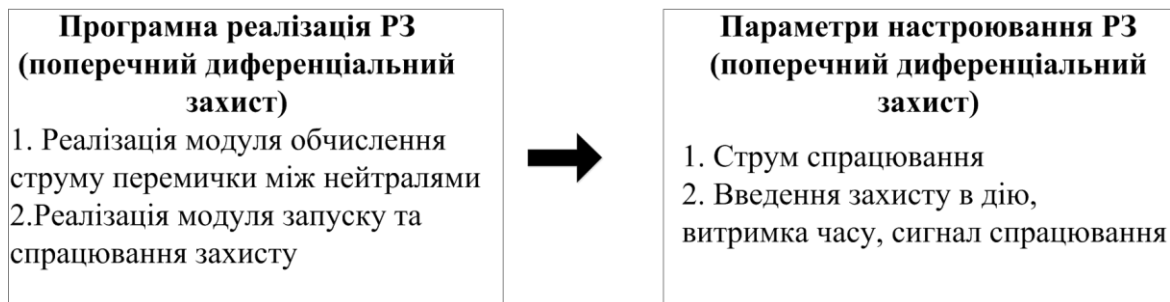 Програмна реалізація РЗ
(поперечний диференціальний
захист)
1. Реалізація модуля обчислення
струму перемички між нейтралями
2.Реалізація модуля запуску та
спрацювання захисту
Параметри настроювання РЗ
(поперечний диференціальний
захист)
1. Струм спрацювання
2. Введення захисту в дію,
витримка часу, сигнал спрацювання